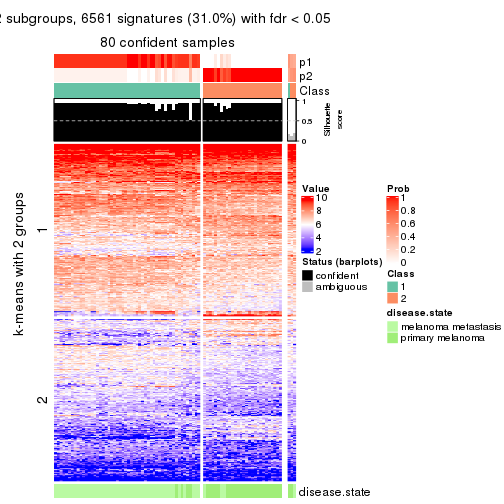 2 subgroups, 6561 signatures (31.0%) with fdr < 0.05
80 confident samples
p1
p2
Class
1
0.5
0
Silhouette
score
k-means with 2 groups
1
2
disease.state
Value
10
8
6
4
2
Status (barplots)
confident
ambiguous
Prob
1
0.8
0.6
0.4
0.2
0
Class
1
2
disease.state
melanoma metastasis
primary melanoma